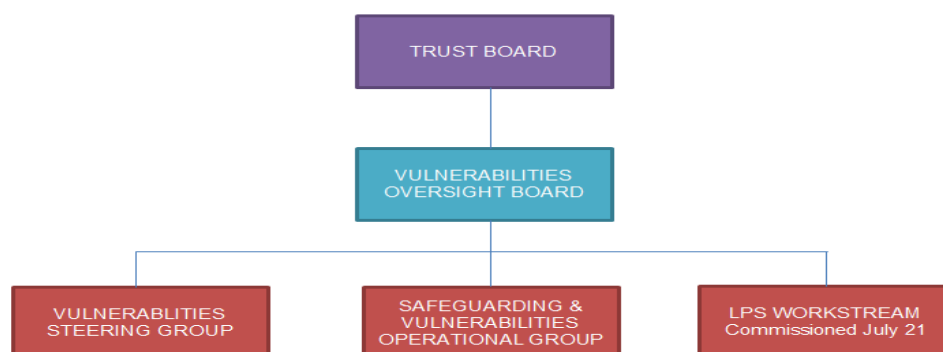 TRUST BOARD
VULNERABILITIES
OVERSIGHT BOARD
VULNERABLITIES
STEERING GROUP
SAFEGUARDING &
VULNERABILITIES
OPERATIONAL GROUP
LPS WORKSTREAM
Commissioned July 21